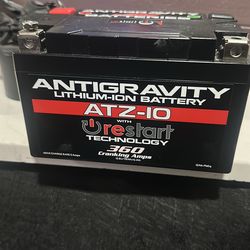 ANTIGRAVITY
LITHIUM-ION BATTERY
ATZ-10
WITH
restart
TECHNOLOGY
360
Cranking Amps